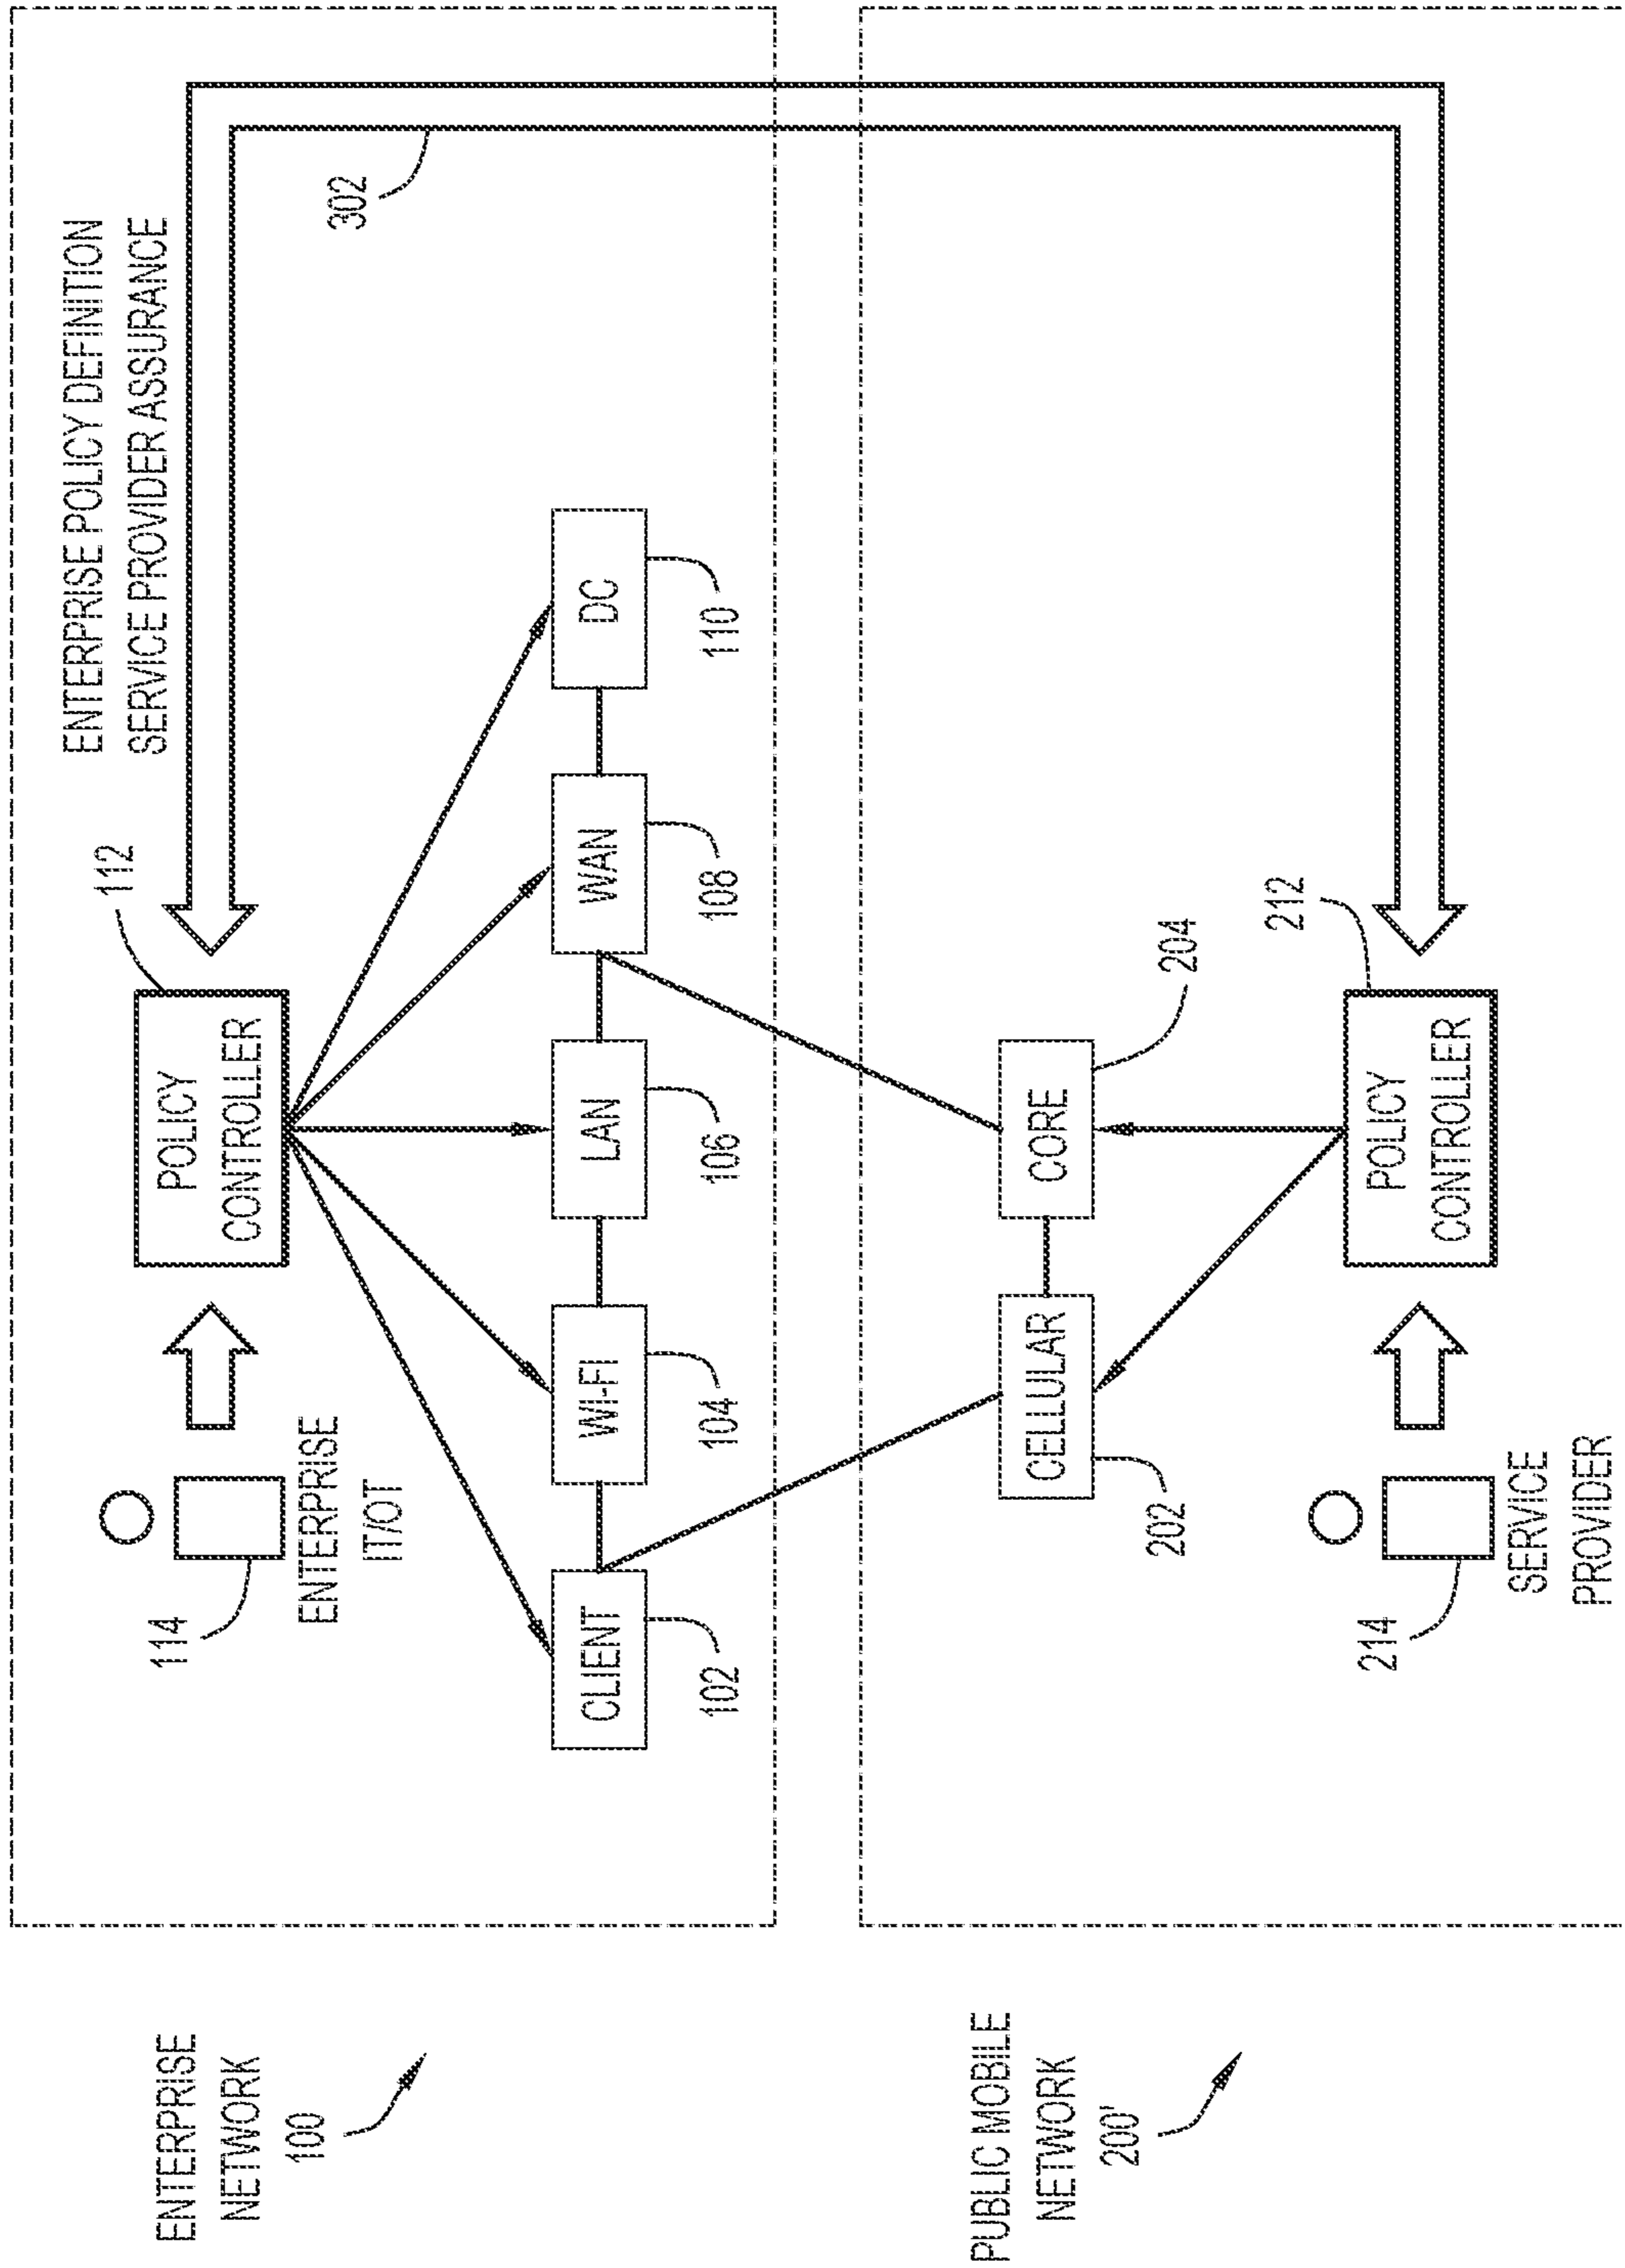 ENTERPRISE
NETWORK
100
ENTERPRISE POLICY DEFINITION
SERVICE PROVIDER ASSURANCE
302
114
ENTERPRISE
IT/OT
POLICY
CONTROLLER
112
CLIENT
102
WI-FI
104
LAN
106
WAN
108
DC
110
PUBLIC MOBILE
NETWORK
200'
CELLULAR
202
CORE
204
214
SERVICE
PROVIDER
POLICY
CONTROLLER
212